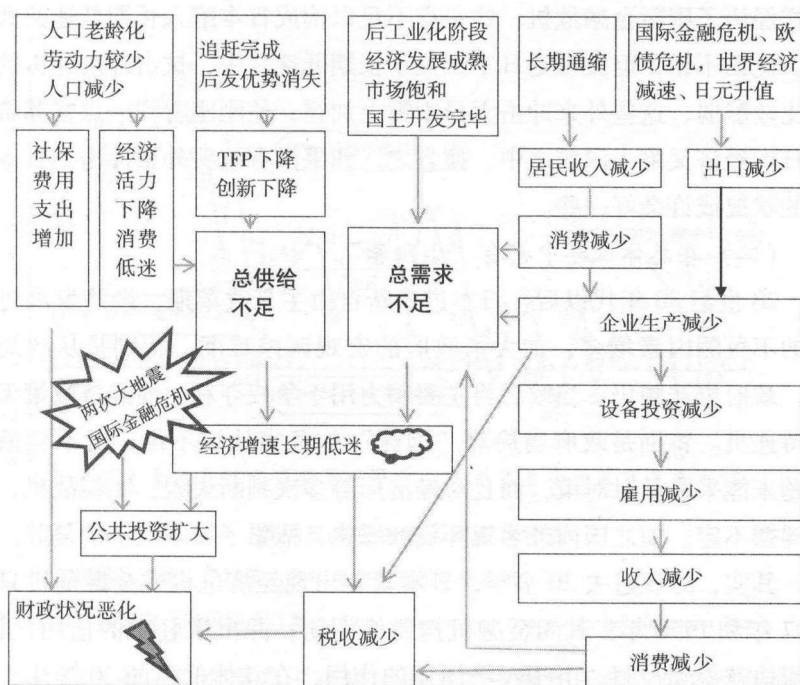 人口老龄化
劳动力较少
人口减少
追赶完成
后发优势消失
后工业化阶段
经济发展成熟
市场饱和
国土开发完毕
长期通缩
国际金融危机、欧
债危机，世界经济
减速、日元升值
社保
费用
支出
增加
经济
活力
下降
消费
低迷
TFP下降
创新下降
居民收入减少
出口减少
总供给
不足
总需求
不足
消费减少
企业生产减少
两次大地震
国际金融危机
设备投资减少
经济增速长期低迷
雇用减少
公共投资扩大
收入减少
财政状况恶化
税收减少
消费减少